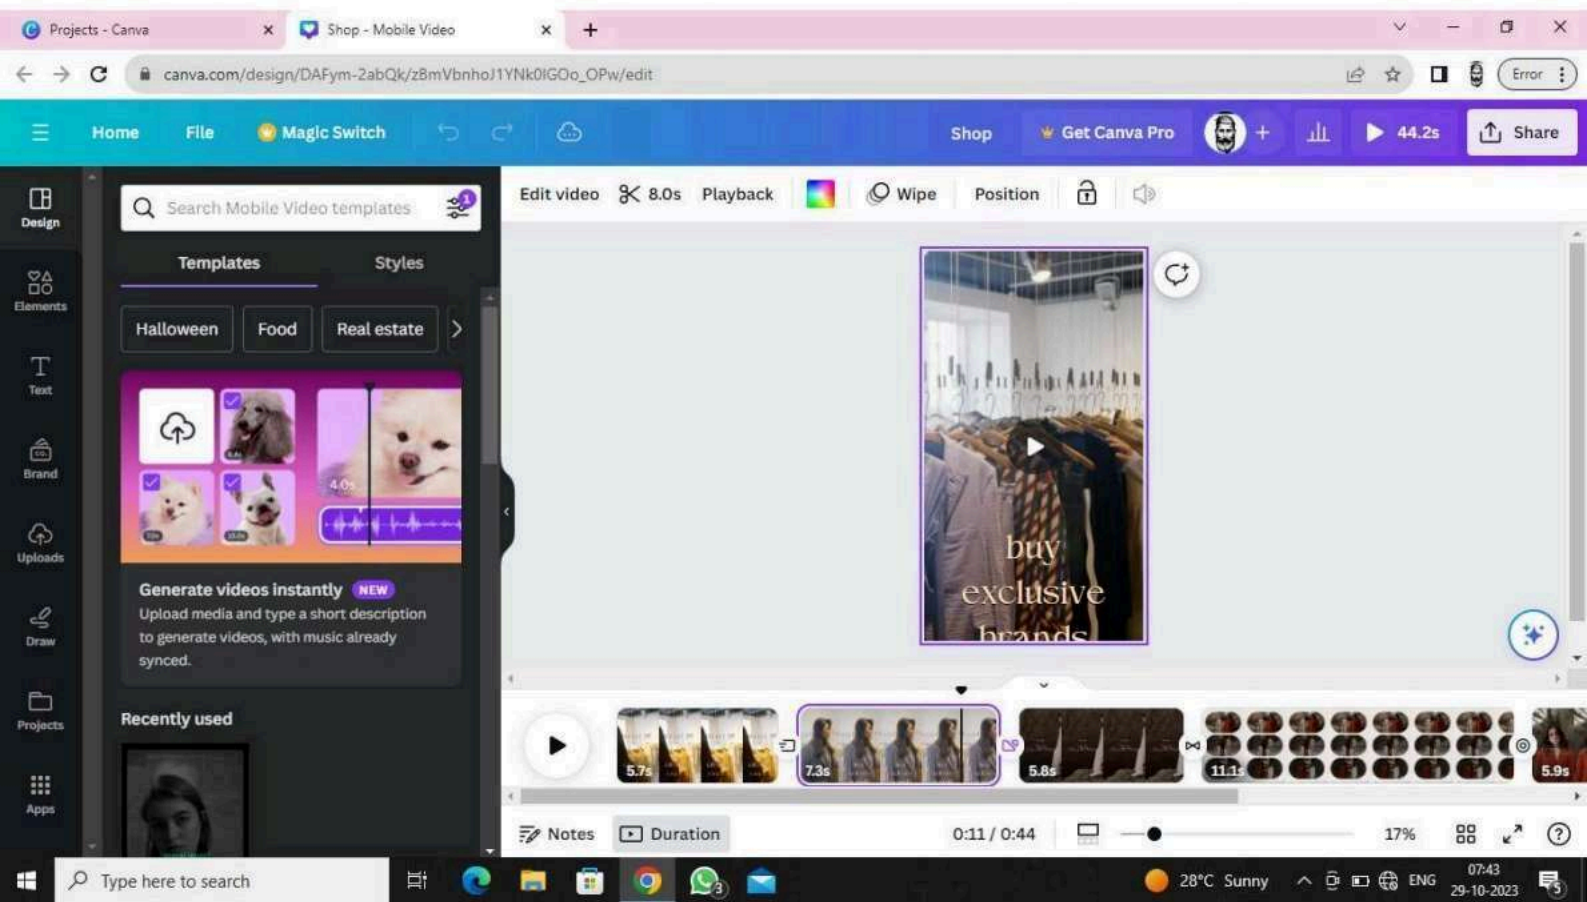 Projects - Canva
Shop - Mobile Video
canva.com/design/DAFym-2abQk/zBmVbnhoJ1YNk0IGOo_OPw/edit
Error
Home
File
Magic Switch
Shop
Get Canva Pro
44.2s
Share
Design
Elements
Text
Brand
Uploads
Draw
Projects
Apps
Search Mobile Video templates
1
Templates
Styles
Halloween
Food
Real estate
4.0s
Generate videos instantly NEW
Upload media and type a short description
to generate videos, with music already
synced.
Recently used
Edit video
8.0s
Playback
Wipe
Position
buy
exclusive
brands
5.7s
7.3s
5.8s
11.1s
5.9s
Notes
Duration
0:11 / 0:44
17%
Type here to search
3
28°C Sunny
ENG
07:43
29-10-2023
5